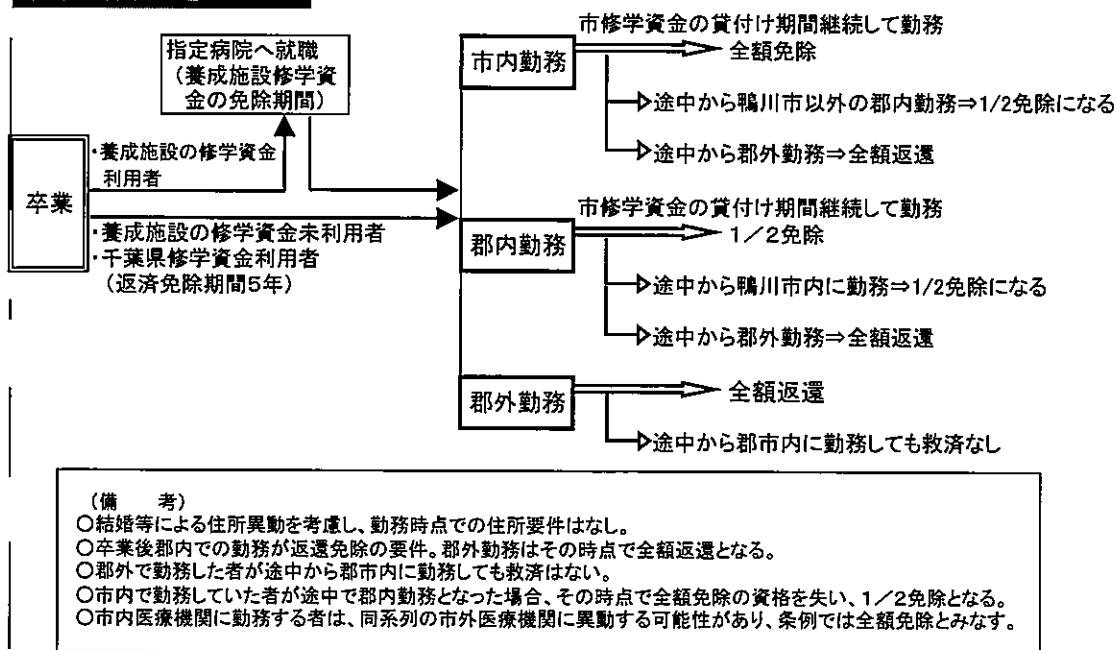 指定病院へ就職
（養成施設修学資
金の免除期間）
卒業
・養成施設の修学資金
利用者
・養成施設の修学資金未利用者
・千葉県修学資金利用者
（返済免除期間5年）
市内勤務
市修学資金の貸付け期間継続して勤務
全額免除
途中から鴨川市以外の郡内勤務⇒1/2免除になる
途中から郡外勤務⇒全額返還
郡内勤務
市修学資金の貸付け期間継続して勤務
１／２免除
途中から鴨川市内に勤務⇒1/2免除になる
途中から郡外勤務⇒全額返還
郡外勤務
全額返還
途中から郡市内に勤務しても救済なし
（備　考）
○結婚等による住所異動を考慮し、勤務時点での住所要件はなし。
○卒業後郡内での勤務が返還免除の要件。郡外勤務はその時点で全額返還となる。
○郡外で勤務した者が途中から郡市内に勤務しても救済はない。
○市内で勤務していた者が途中で郡内勤務となった場合、その時点で全額免除の資格を失い、１／２免除となる。
○市内医療機関に勤務する者は、同系列の市外医療機関に異動する可能性があり、条例では全額免除とみなす。